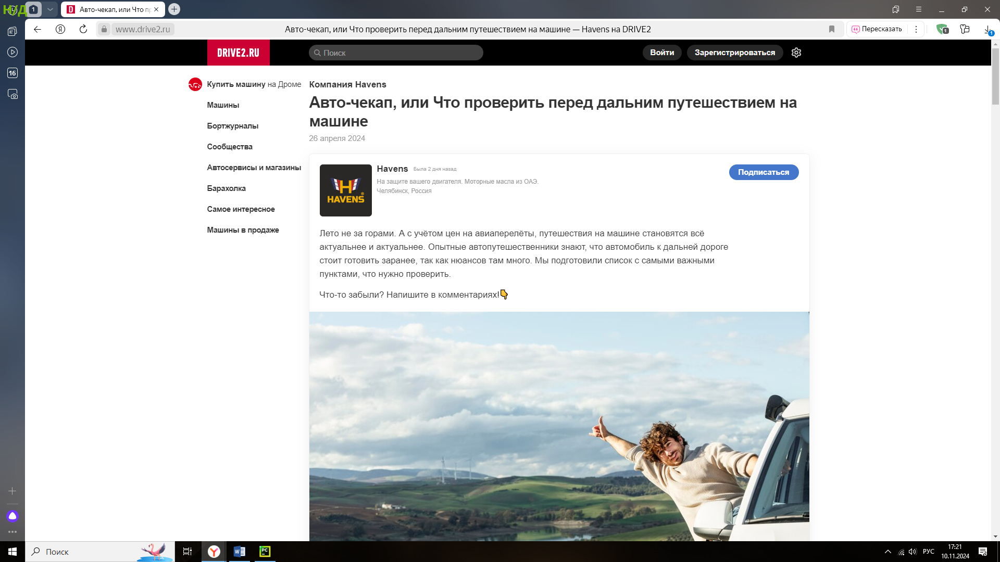 НУД
1
Авто-чекап, или Что пр
www.drive2.ru
Авто-чекап, или Что проверить перед дальним путешествием на машине — Havens на DRIVE2
Пересказать
1
1
16
DRIVE2.RU
Поиск
Войти
Зарегистрироваться
Купить машину на Дроме
Машины
Бортжурналы
Сообщества
Автосервисы и магазины
Барахолка
Самое интересное
Машины в продаже
Компания Havens
Авто-чекап, или Что проверить перед дальним путешествием на
машине
26 апреля 2024
HAVENS
Havens Была 2 дня назад
На защите вашего двигателя. Моторные масла из ОАЭ.
Челябинск, Россия
Подписаться
Лето не за горами. А с учётом цен на авиаперелёты, путешествия на машине становятся всё
актуальнее и актуальнее. Опытные автопутешественники знают, что автомобиль к дальней дороге
стоит готовить заранее, так как нюансов там много. Мы подготовили список с самыми важными
пунктами, что нужно проверить.
Что-то забыли? Напишите в комментариях!
Поиск
PC
РУС
17:21
10.11.2024